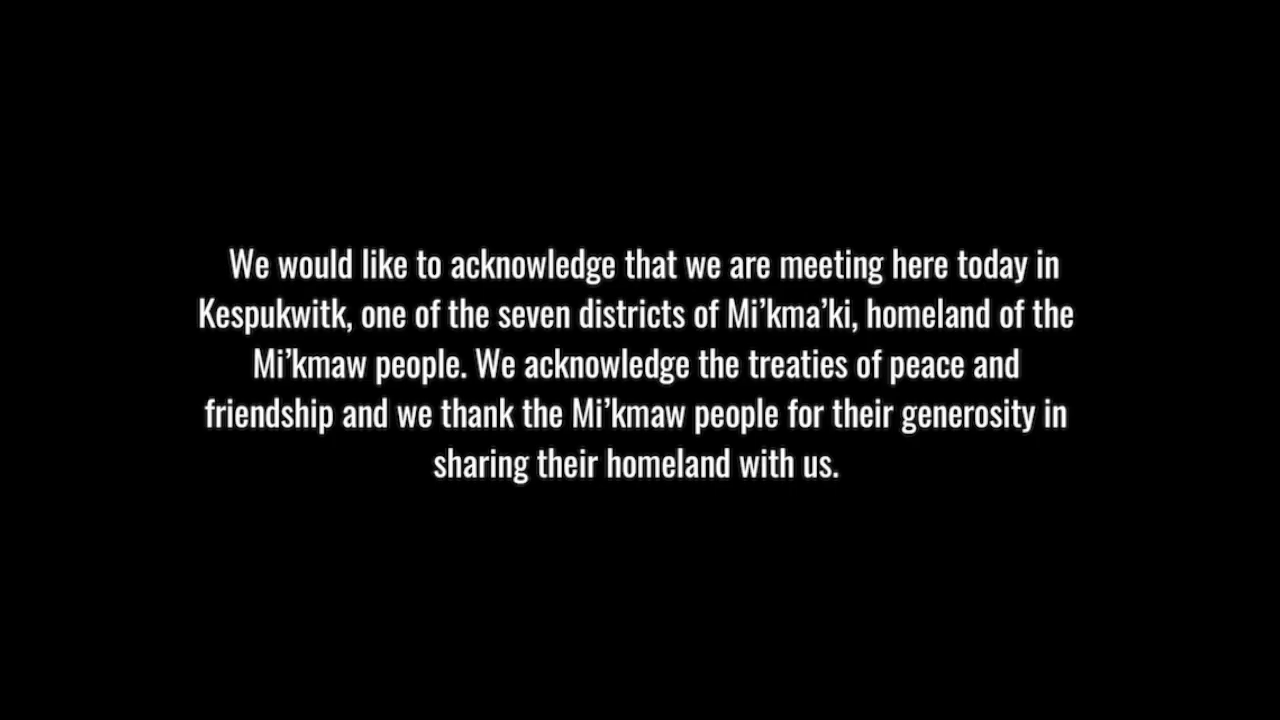 We would like to acknowledge that we are meeting here today in
Kespukwitk, one of the seven districts of Mi’kma’ki, homeland of the
Mi’kmaw people. We acknowledge the treaties of peace and
friendship and we thank the Mi’kmaw people for their generosity in
sharing their homeland with us.